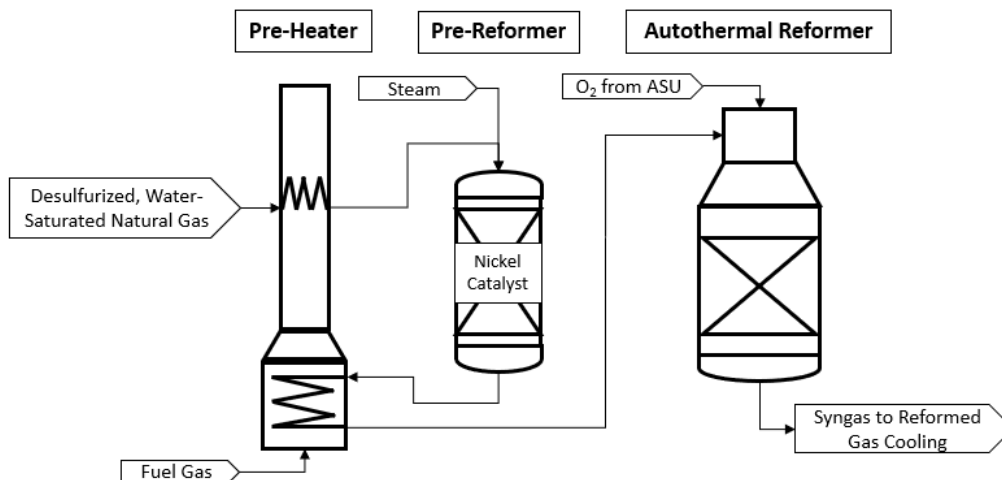 Pre-Heater
Pre-Reformer
Autothermal Reformer
Steam
O₂ from ASU
Desulfurized, Water-
Saturated Natural Gas
Nickel
Catalyst
Syngas to Reformed
Gas Cooling
Fuel Gas